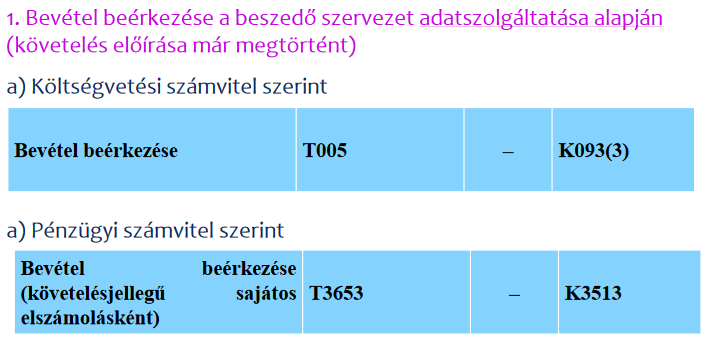 1. Bevétel beérkezése a beszedő szervezet adatszolgáltatása alapján
(követelés előírása már megtörtént)
a) Költségvetési számvitel szerint
Bevétel beérkezése T005 – K093(3)
a) Pénzügyi számvitel szerint
Bevétel beérkezése
(követelésjellegű sajátos T3653 – K3513
elszámolásként)